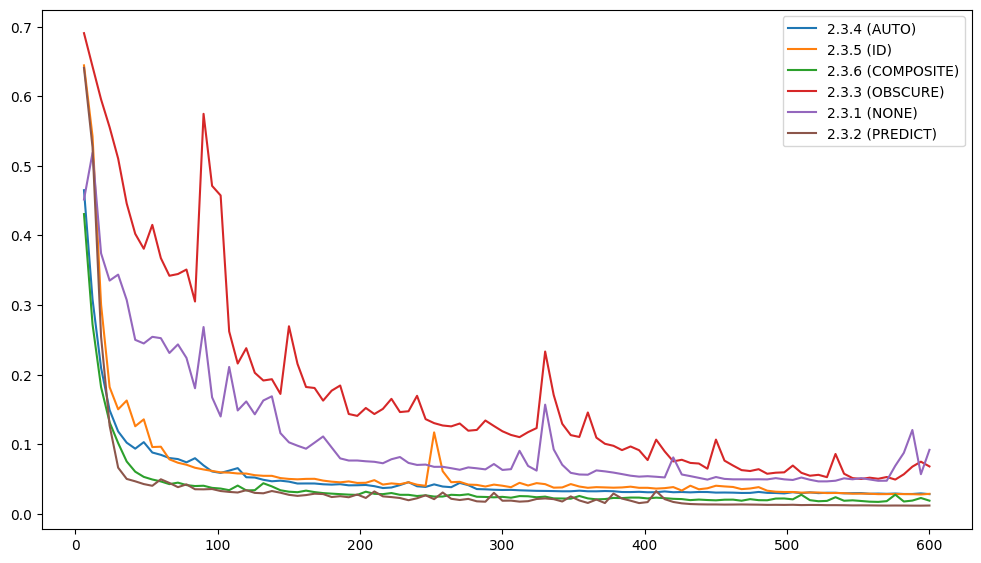 0.7
0.6
0.5
0.4
0.3
0.2
0.1
0.0
0
100
200
300
400
500
600
2.3.4 (AUTO)
2.3.5 (ID)
2.3.6 (COMPOSITE)
2.3.3 (OBSCURE)
2.3.1 (NONE)
2.3.2 (PREDICT)